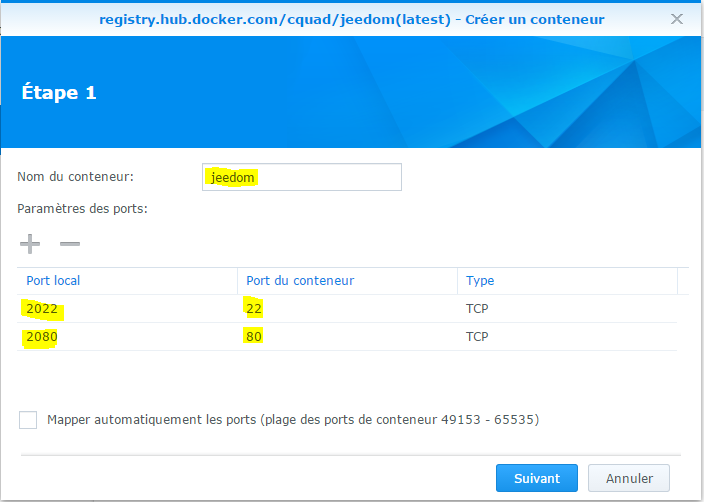 registry.hub.docker.com/cquad/jeedom(latest) - Créer un conteneur
Étape 1
Nom du conteneur: jeedom
Paramètres des ports:
Port local Port du conteneur Type
2022 22 TCP
2080 80 TCP
Mapper automatiquement les ports (plage des ports de conteneur 49153 - 65535)
Suivant Annuler